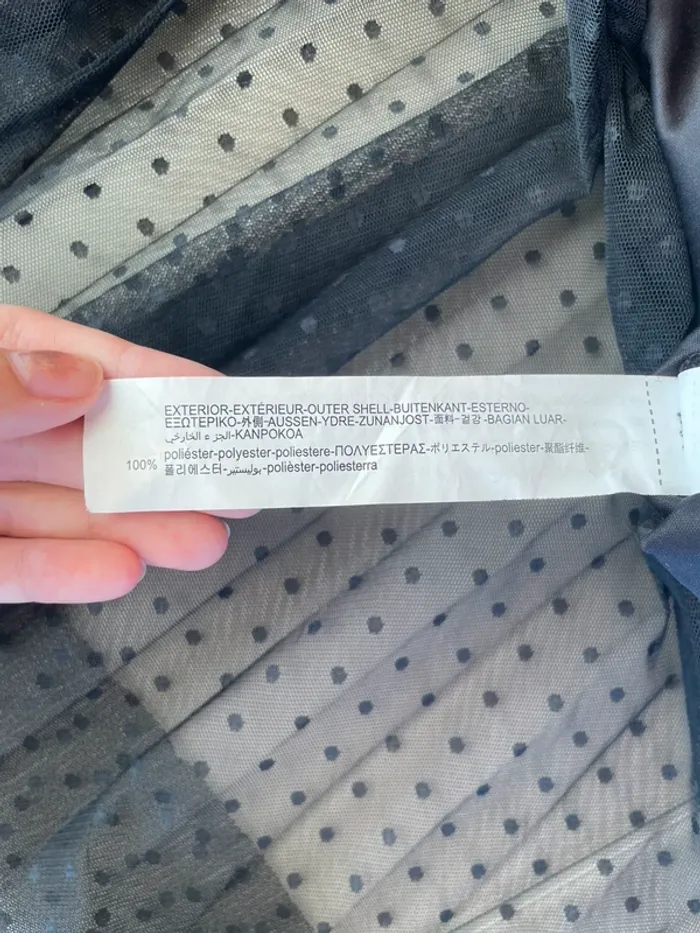 EXTERIOR-EXTÉRIEUR-OUTER SHELL-BUITENKANT-ESTERNO-
ΕΞΩΤΕΡΙΚΟ-外側-AUSSEN-YDRE-ZUNANJOST-面料-겉감-BAGIAN LUAR-
الجزء الخارجي-KANPOKOA
100% poliéster-polyester-poliestere-ΠΟΛΥΕΣΤΕΡΑΣ-ポリエステル-poliester-聚酯纤维-
폴리에스터-بوليستير-polièster-poliesterra